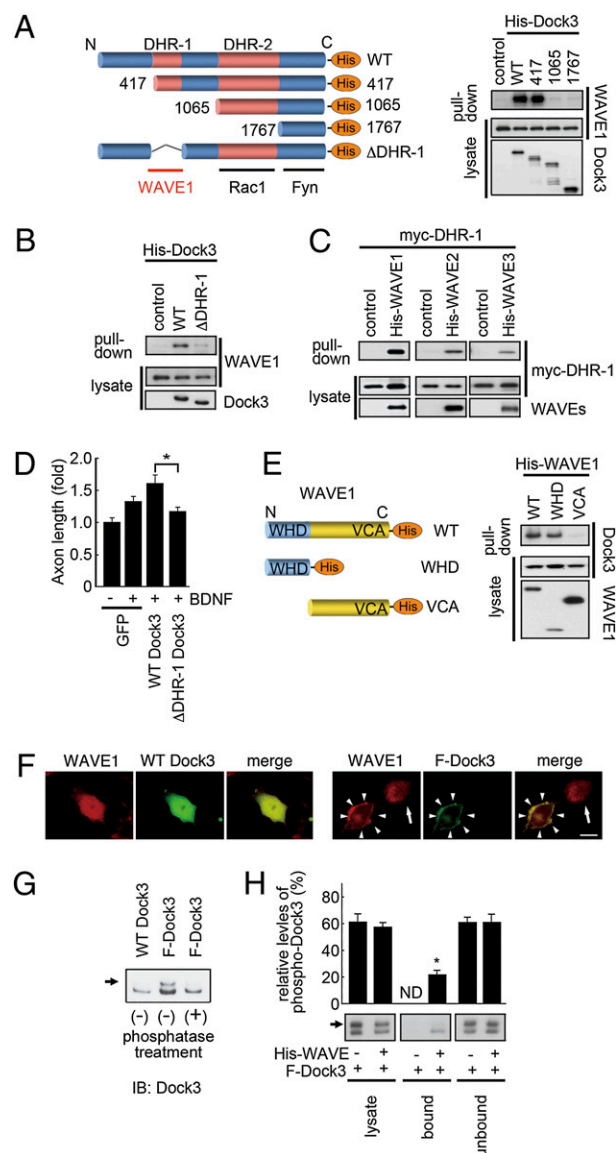 A
N DHR-1 DHR-2 C
His WT
417 His 417
1065 His 1065
1767 His 1767
His ΔDHR-1
WAVE1 Rac1 Fyn
His-Dock3
control WT 417 1065 1767
pull-down
lysate
WAVE1
Dock3
B
His-Dock3
control WT ΔDHR-1
pull-down
lysate
WAVE1
Dock3
C
myc-DHR-1
control His-WAVE1 control His-WAVE2 control His-WAVE3
pull-down
lysate
myc-DHR-1
WAVEs
D
Axon length (fold)
2.0
1.5
1.0
0.5
0
*
- + + + BDNF
GFP
WT Dock3
ΔDHR-1 Dock3
E
WAVE1
N C
WHD VCA His WT
WHD His WHD
VCA His VCA
His-WAVE1
WT WHD VCA
pull-down
lysate
Dock3
WAVE1
F
WAVE1 WT Dock3 merge WAVE1 F-Dock3 merge
G
WT Dock3 F-Dock3 F-Dock3
(-) (-) (+)
phosphatase
treatment
IB: Dock3
H
relative levles of
phospho-Dock3 (%)
80
60
40
20
0
ND *
His-WAVE - + - + - +
F-Dock3 + + + + + +
lysate bound unbound